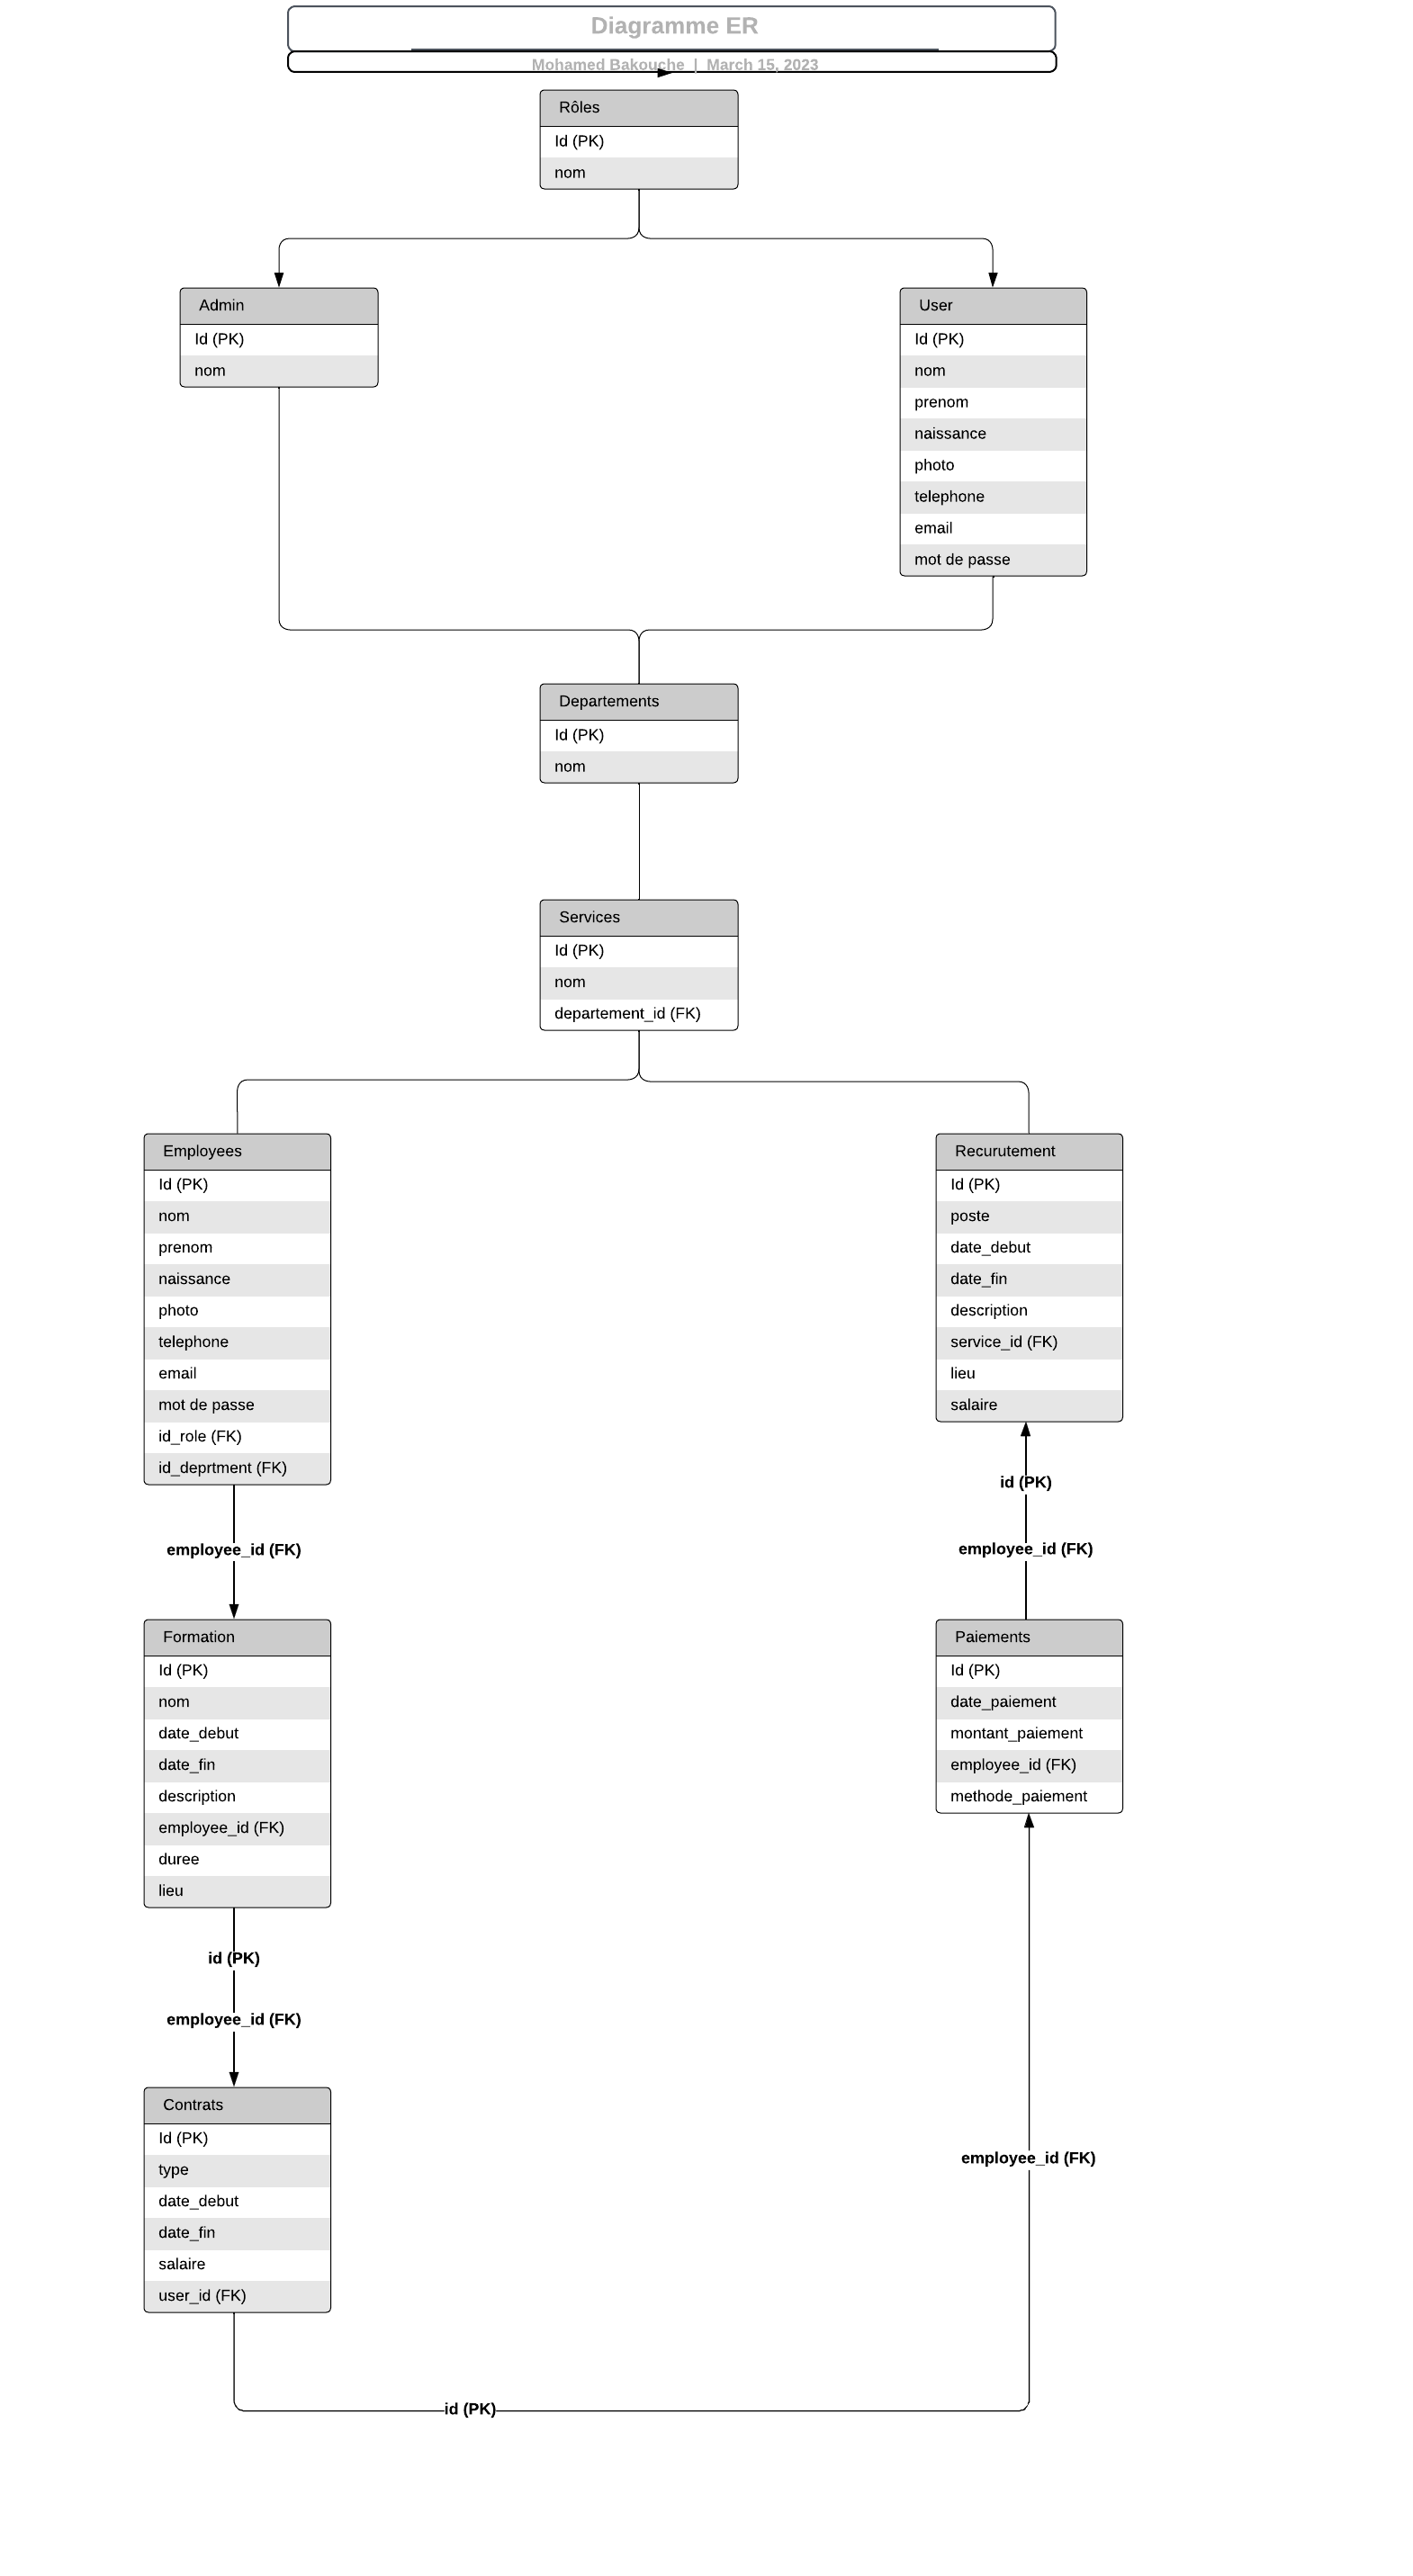 Diagramme ER
Mohamed Bakouche | March 15, 2023
Rôles
Id (PK)
nom
Admin
Id (PK)
nom
User
Id (PK)
nom
prenom
naissance
photo
telephone
email
mot de passe
Departements
Id (PK)
nom
Services
Id (PK)
nom
departement_id (FK)
Employees
Id (PK)
nom
prenom
naissance
photo
telephone
email
mot de passe
id_role (FK)
id_deprtment (FK)
Recurutement
Id (PK)
poste
date_debut
date_fin
description
service_id (FK)
lieu
salaire
employee_id (FK)
id (PK)
employee_id (FK)
Formation
Id (PK)
nom
date_debut
date_fin
description
employee_id (FK)
duree
lieu
Paiements
Id (PK)
date_paiement
montant_paiement
employee_id (FK)
methode_paiement
id (PK)
employee_id (FK)
Contrats
Id (PK)
type
date_debut
date_fin
salaire
user_id (FK)
employee_id (FK)
id (PK)